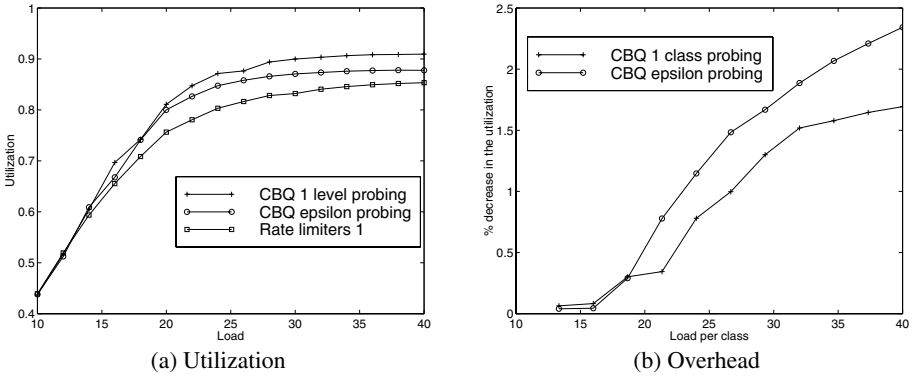 1
0.9
0.8
0.7
0.6
0.5
0.4
Utilization
10 15 20 25 30 35 40
Load
CBQ 1 level probing
CBQ epsilon probing
Rate limiters 1
(a) Utilization
2.5
2
1.5
1
0.5
0
% decrease in the utilization
10 15 20 25 30 35 40
Load per class
CBQ 1 class probing
CBQ epsilon probing
(b) Overhead